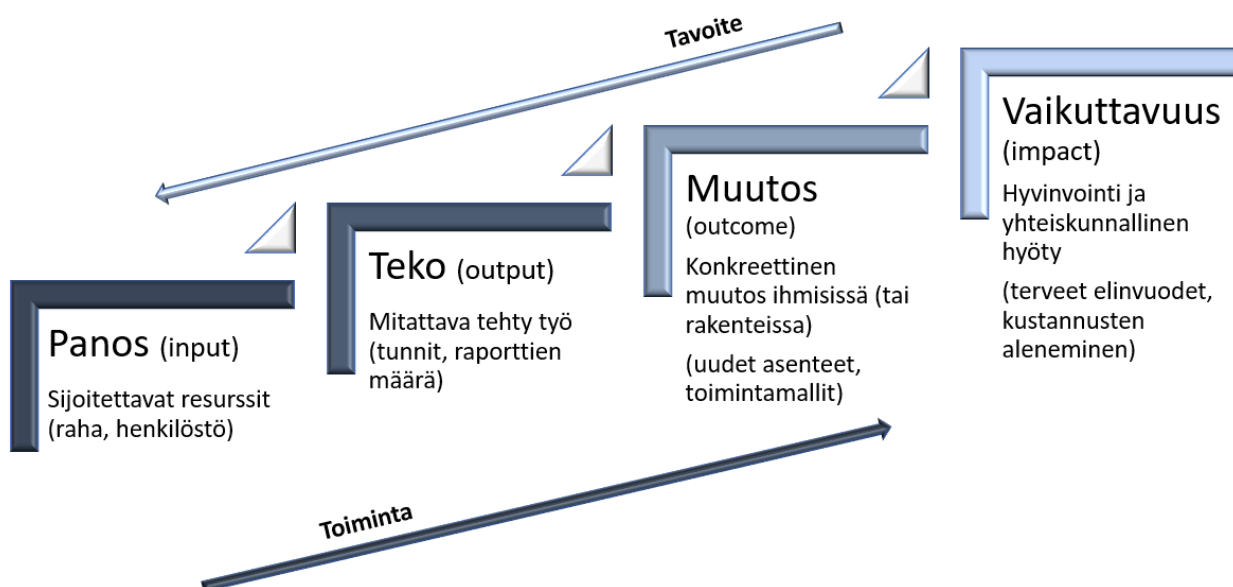 Tavoite
Panos (input)
Sijoitettavat resurssit
(raha, henkilöstö)
Teko (output)
Mitattava tehty työ
(tunnit, raporttien
määrä)
Muutos
(outcome)
Konkreettinen
muutos ihmisissä (tai
rakenteissa)
(uudet asenteet,
toimintamallit)
Vaikuttavuus
(impact)
Hyvinvointi ja
yhteiskunnallinen
hyöty
(terveet elinvuodet,
kustannusten
aleneminen)
Toiminta